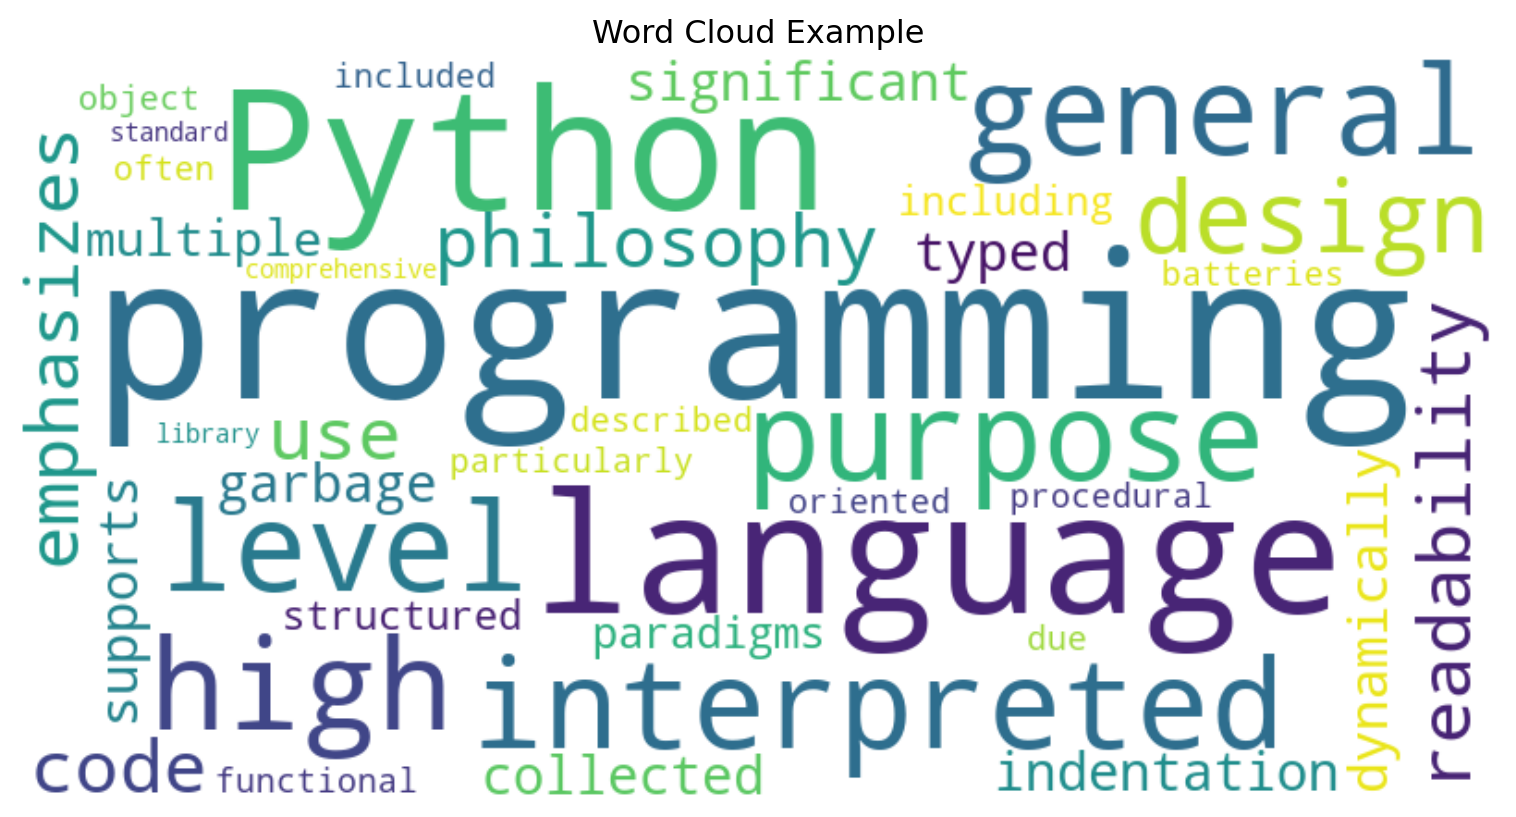 Word Cloud Example
included
significant
general
object
Python
standard
often
emphasizes
including
design
multiple
philosophy
typed
comprehensive
batteries
programming
readability
library
use
described
purpose
particularly
garbage
level
language
oriented
procedural
dynamically
supports
structured
paradigms
due
high
interpreted
code
functional
collected
indentation